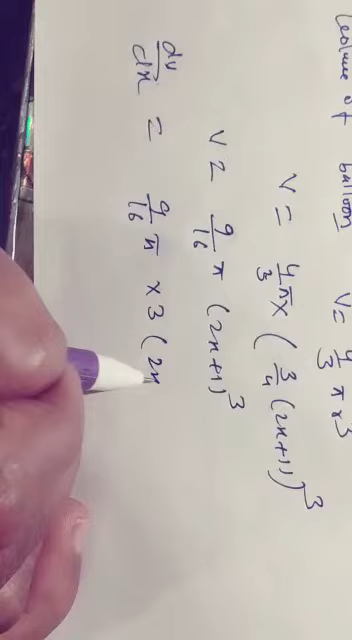 volume of balloon V = 4/3 π r³
V = 4/3 π × ( 3/4 (2x+1))³
V = 9/16 π (2x+1)³
dv/dx = 9/16 π × 3 (2x